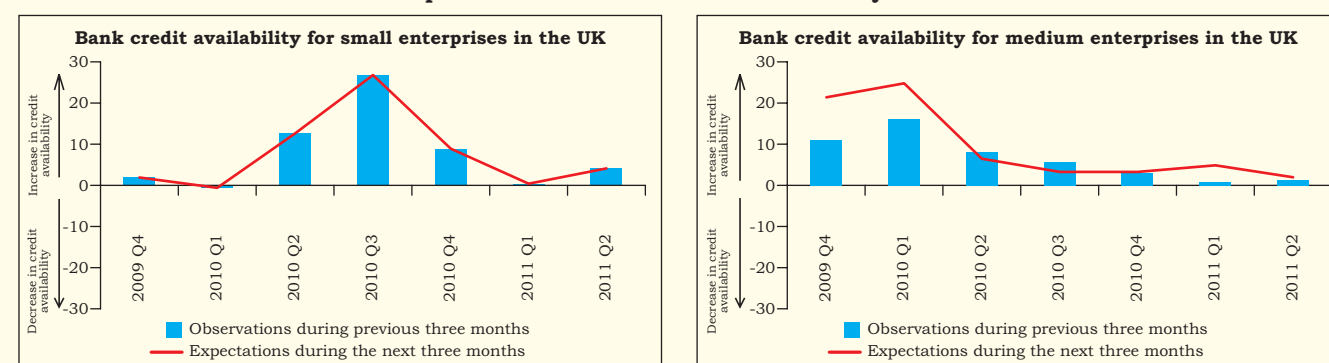 Bank credit availability for small enterprises in the UK
30
20
10
0
-10
-20
-30
Increase in credit
availability
Decrease in credit
availability
2009 Q4
2010 Q1
2010 Q2
2010 Q3
2010 Q4
2011 Q1
2011 Q2
Observations during previous three months
Expectations during the next three months
Bank credit availability for medium enterprises in the UK
30
20
10
0
-10
-20
-30
Increase in credit
availability
Decrease in credit
availability
2009 Q4
2010 Q1
2010 Q2
2010 Q3
2010 Q4
2011 Q1
2011 Q2
Observations during previous three months
Expectations during the next three months